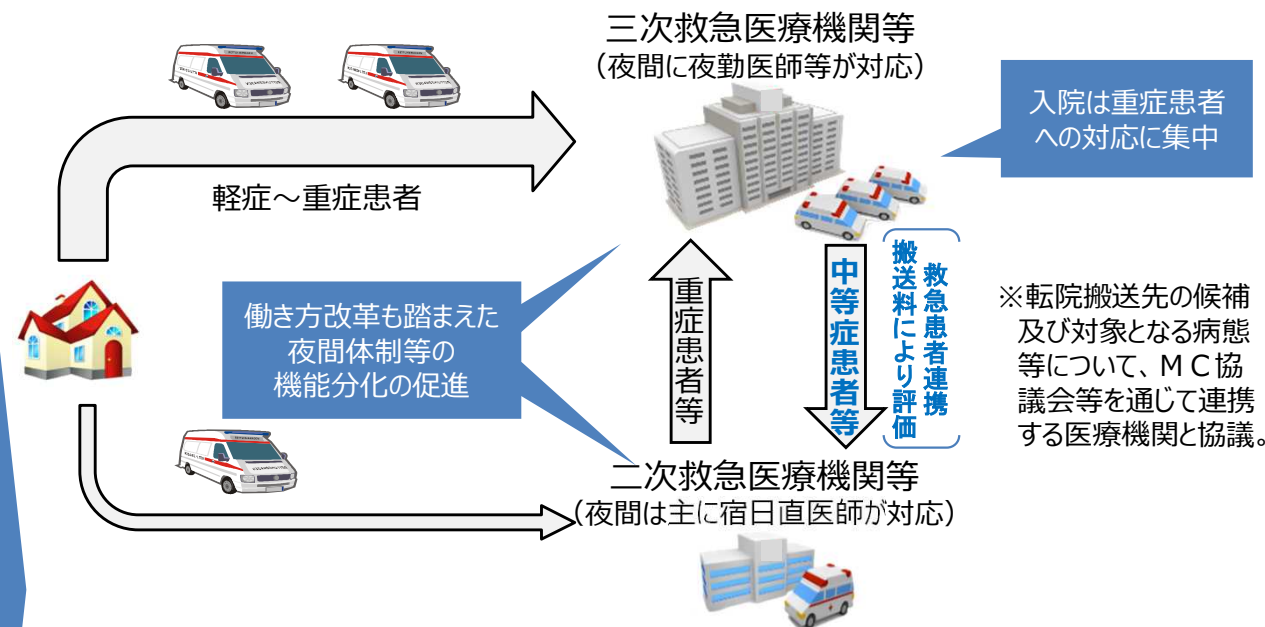 三次救急医療機関等
（夜間に夜勤医師等が対応）
入院は重症患者
への対応に集中
軽症～重症患者
働き方改革も踏まえた
夜間体制等の
機能分化の促進
重症患者等
中等症患者等
救急患者連携
搬送料により評価
※転院搬送先の候補
及び対象となる病態
等について、ＭＣ協
議会等を通じて連携
する医療機関と協議。
二次救急医療機関等
（夜間は主に宿日直医師が対応）